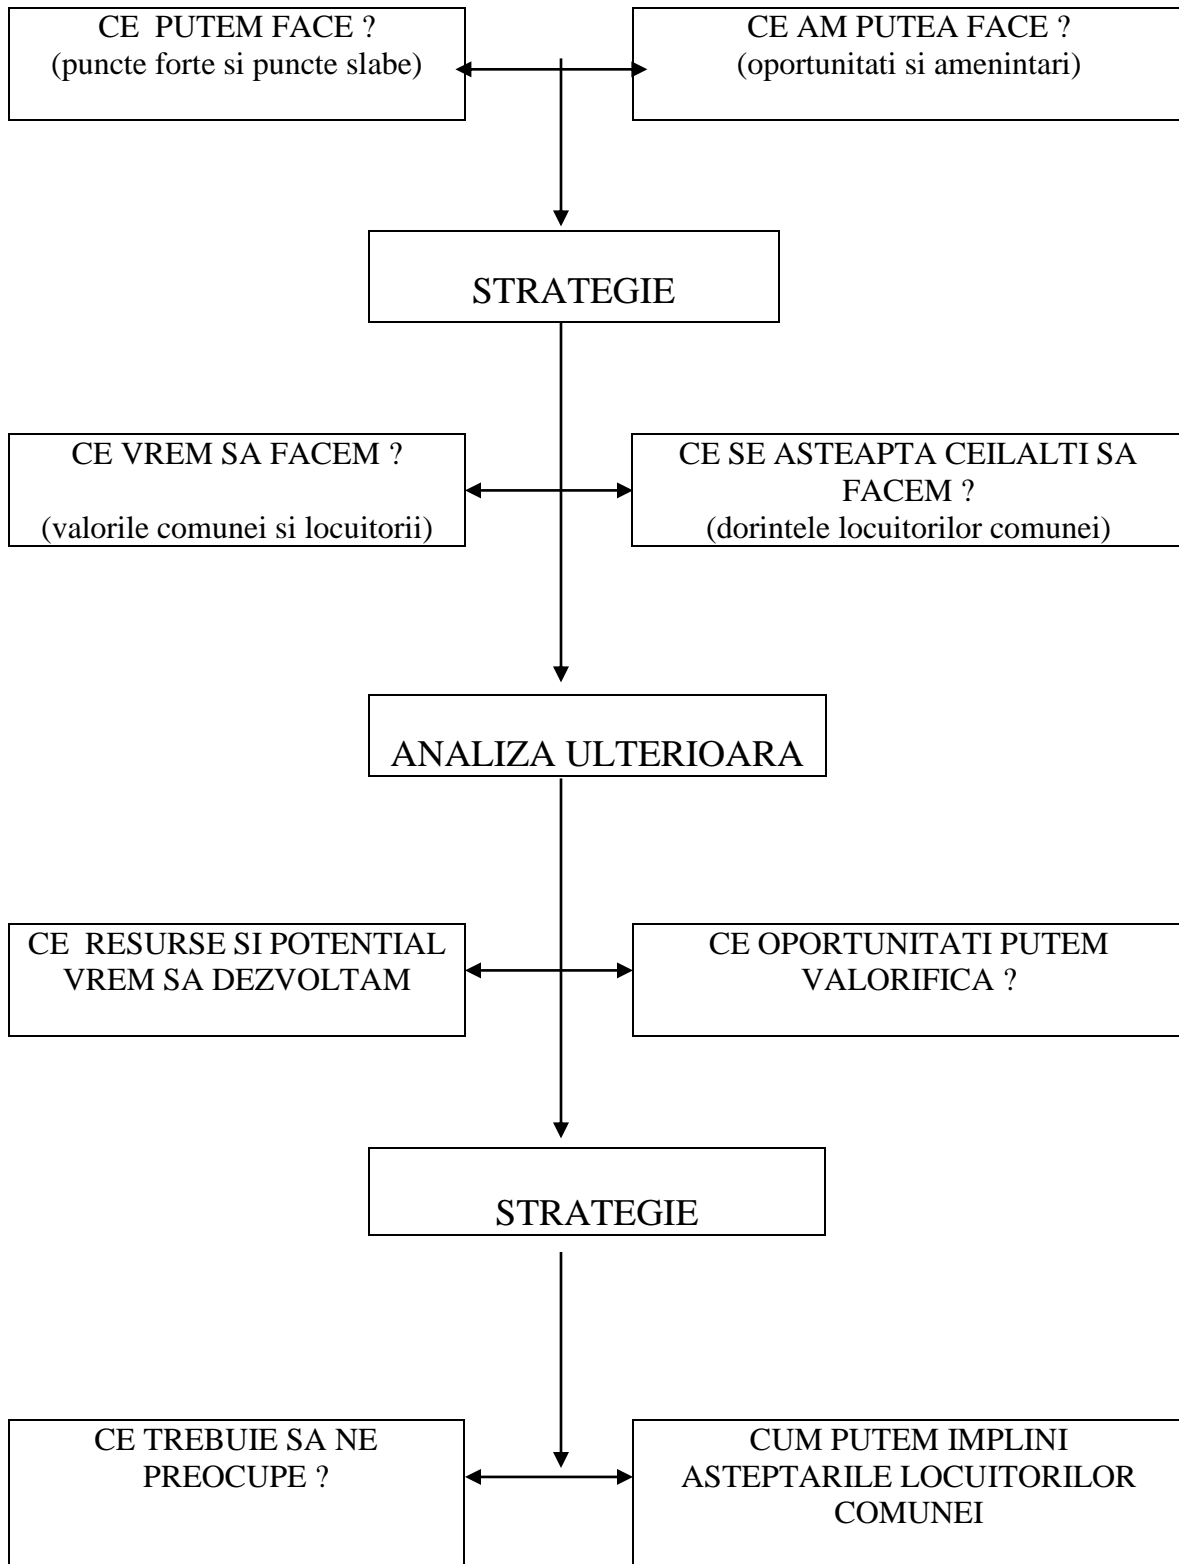 CE  PUTEM FACE ?
(puncte forte si puncte slabe)
CE AM PUTEA FACE ?
(oportunitati si amenintari)
STRATEGIE
CE VREM SA FACEM ?
(valorile comunei si locuitorii)
CE SE ASTEAPTA CEILALTI SA
FACEM ?
(dorintele locuitorilor comunei)
ANALIZA ULTERIOARA
CE  RESURSE SI POTENTIAL
VREM SA DEZVOLTAM
CE OPORTUNITATI PUTEM
VALORIFICA ?
STRATEGIE
CE TREBUIE SA NE
PREOCUPE ?
CUM PUTEM IMPLINI
ASTEPTARILE LOCUITORILOR
COMUNEI